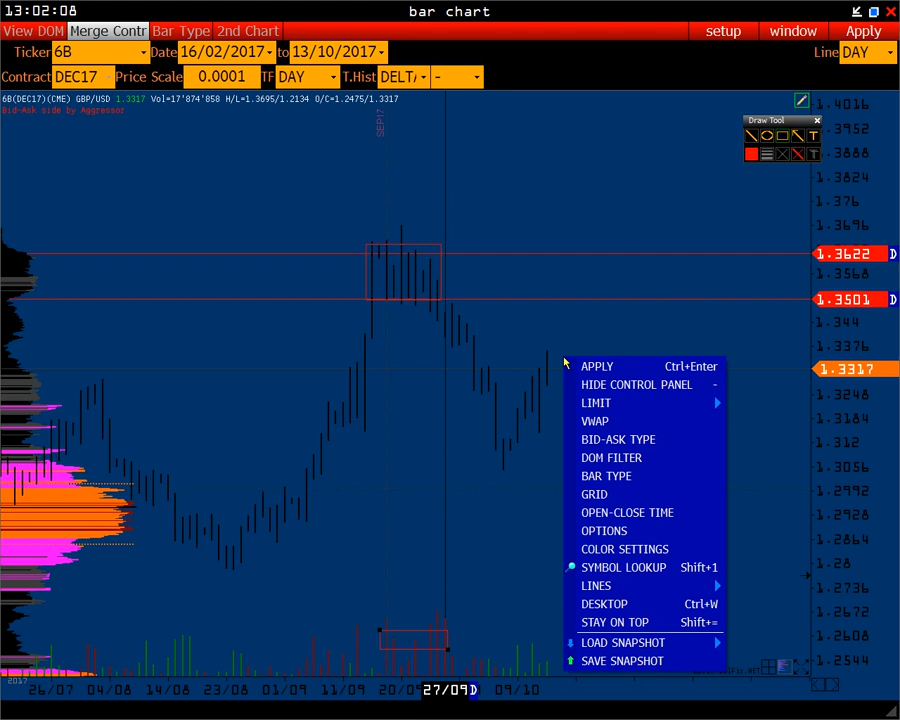 13:02:08 bar chart
View DOM Merge Contr Bar Type 2nd Chart setup window Apply
Ticker 6B Date 16/02/2017 to 13/10/2017 Line DAY
Contract DEC17 Price Scale 0.0001 TF DAY T.Hist DELT - 
6B(DEC17)(CME) GBP/USD 1.3317 Vol=17'874'858 H/L=1.3695/1.2134 O/C=1.2475/1.3317
Bid-Ask side by Aggressor
SEP17
Draw Tool
T
T
1.4016
1.3952
1.3888
1.3824
1.376
1.3696
1.3622 D
1.3568
1.3501 D
1.344
1.3376
1.3317
1.3248
1.3184
1.312
1.3056
1.2992
1.2928
1.2864
1.28
1.2736
1.2672
1.2608
1.2544
APPLY Ctrl+Enter
HIDE CONTROL PANEL -
LIMIT
VWAP
BID-ASK TYPE
DOM FILTER
BAR TYPE
GRID
OPEN-CLOSE TIME
OPTIONS
COLOR SETTINGS
SYMBOL LOOKUP Shift+1
LINES
DESKTOP Ctrl+W
STAY ON TOP Shift+=
LOAD SNAPSHOT
SAVE SNAPSHOT
2017
26/07 04/08 14/08 23/08 01/09 11/09 20/09 27/09 D 09/10